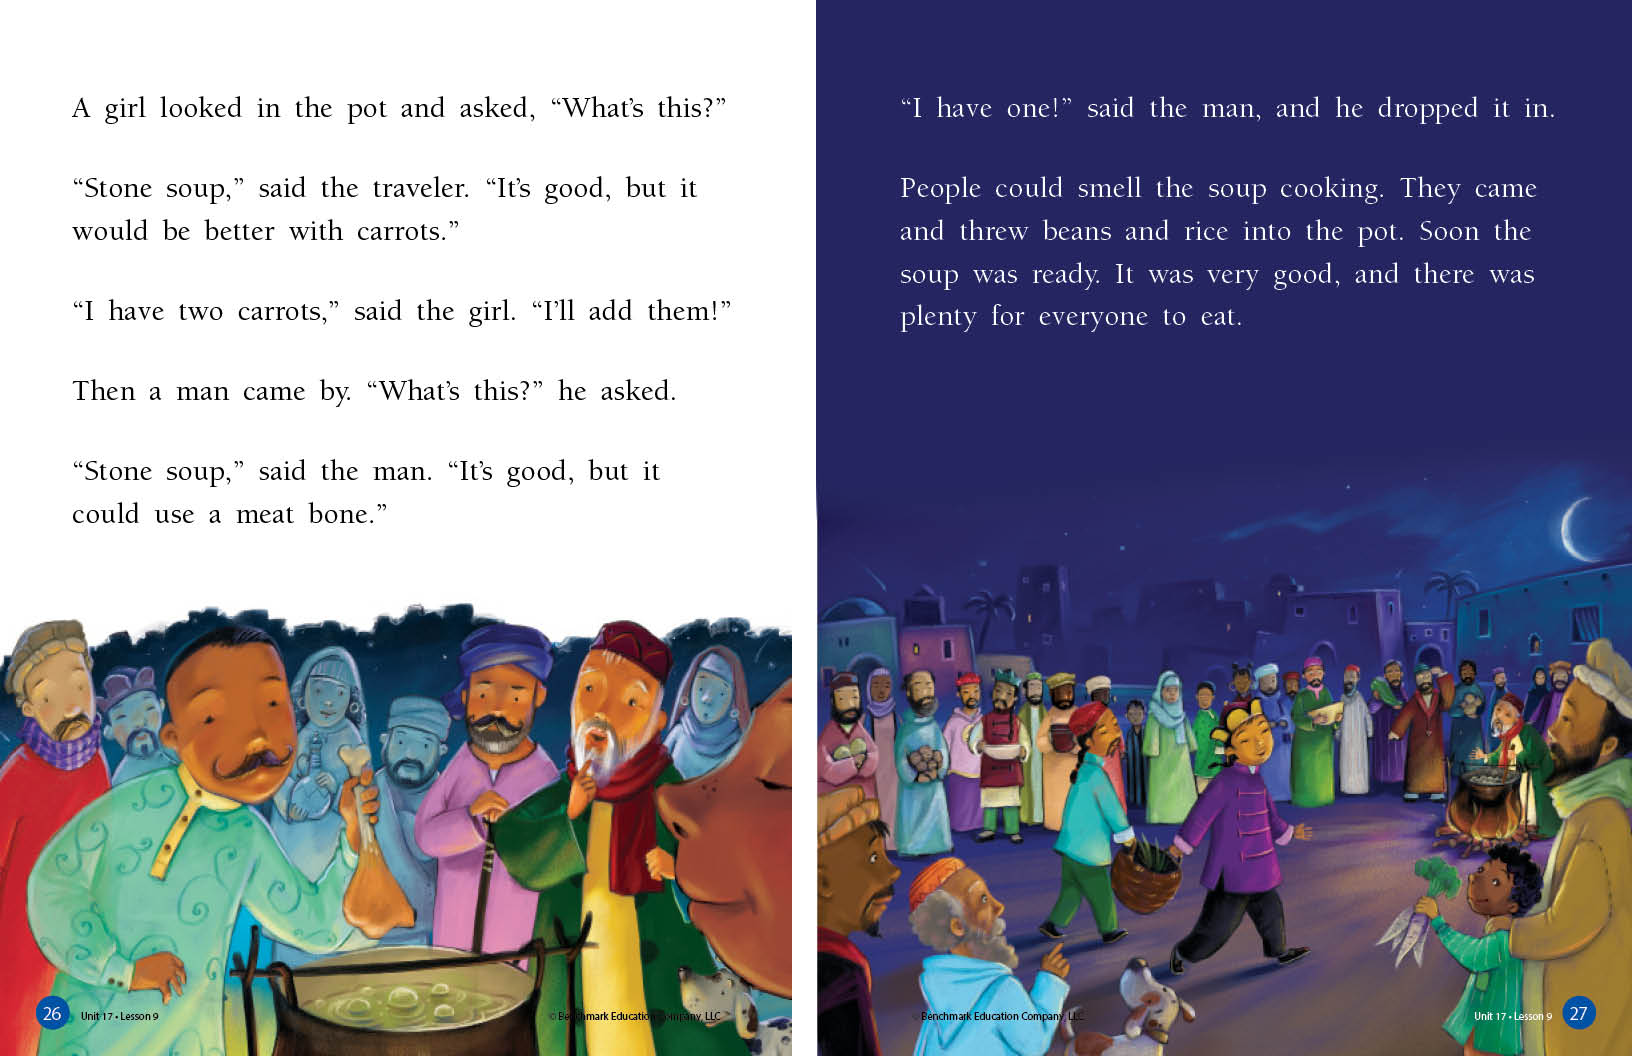 A girl looked in the pot and asked, “What’s this?”
“Stone soup,” said the traveler. “It’s good, but it
would be better with carrots.”
“I have two carrots,” said the girl. “I’ll add them!”
Then a man came by. “What’s this?” he asked.
“Stone soup,” said the man. “It’s good, but it
could use a meat bone.”
26
Unit 17 • Lesson 9
© Benchmark Education Company, LLC
“I have one!” said the man, and he dropped it in.
People could smell the soup cooking. They came
and threw beans and rice into the pot. Soon the
soup was ready. It was very good, and there was
plenty for everyone to eat.
© Benchmark Education Company, LLC
Unit 17 • Lesson 9
27